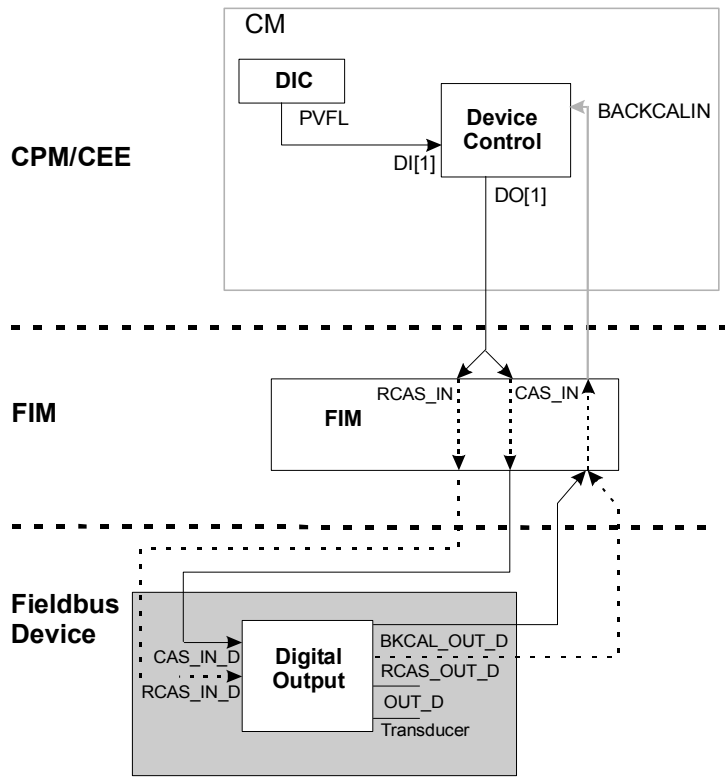 CM
DIC
PVFL
Device
Control
BACKCALIN
CPM/CEE
DI[1]
DO[1]
RCAS_IN
CAS_IN
FIM
FIM
Fieldbus
Device
CAS_IN_D
RCAS_IN_D
Digital
Output
BKCAL_OUT_D
RCAS_OUT_D
OUT_D
Transducer